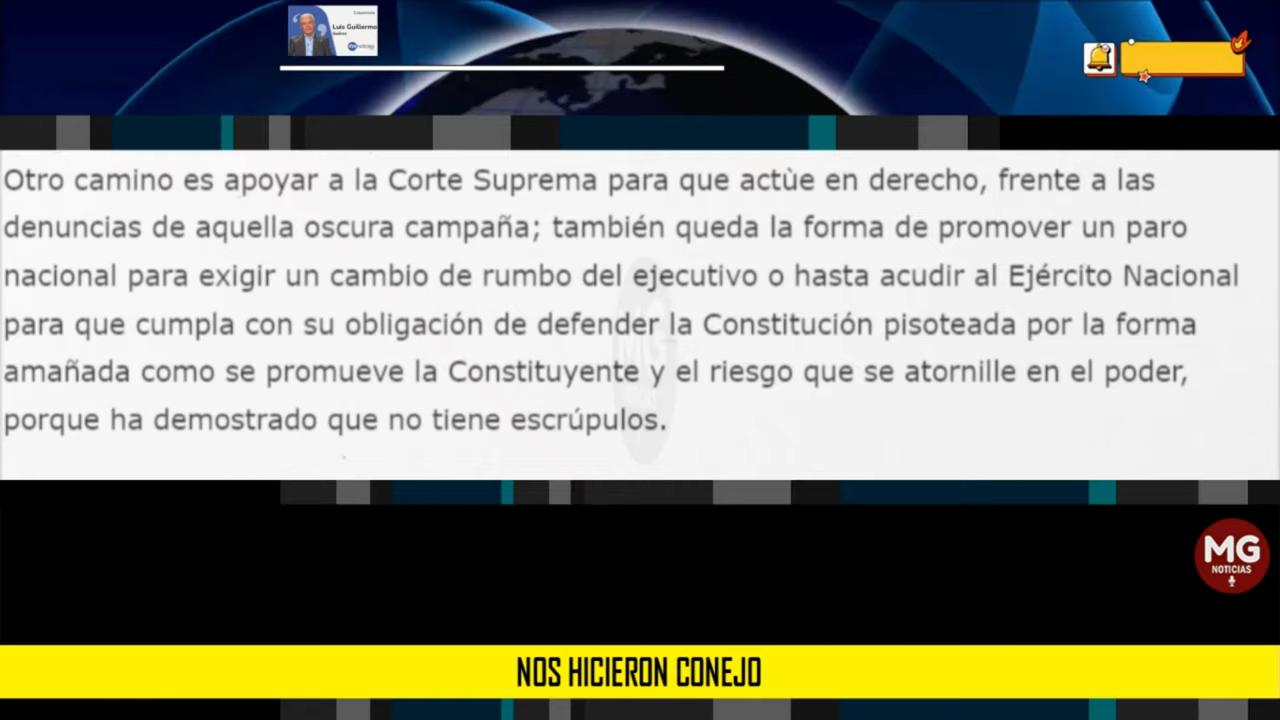 Columnista
Luis Guillermo
Otro camino es apoyar a la Corte Suprema para que actùe en derecho, frente a las
denuncias de aquella oscura campaña; también queda la forma de promover un paro
nacional para exigir un cambio de rumbo del ejecutivo o hasta acudir al Ejército Nacional
para que cumpla con su obligación de defender la Constitución pisoteada por la forma
amañada como se promueve la Constituyente y el riesgo que se atornille en el poder,
porque ha demostrado que no tiene escrúpulos.
MG
NOTICIAS
NOS HICIERON CONEJO